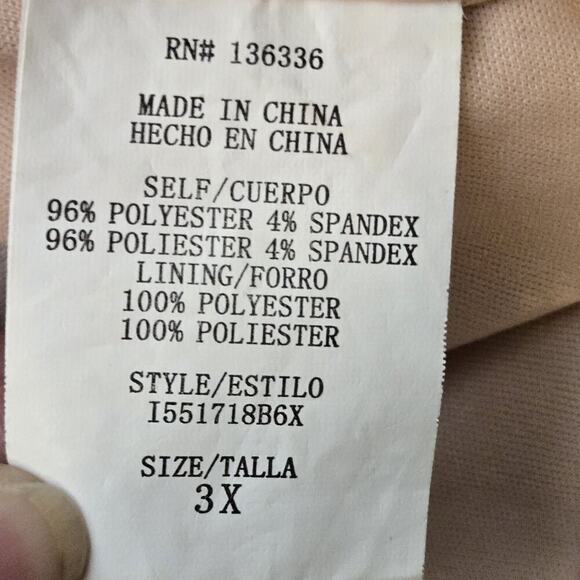 RN# 136336
MADE IN CHINA
HECHO EN CHINA
SELF/CUERPO
96% POLYESTER 4% SPANDEX
96% POLIESTER 4% SPANDEX
LINING/FORRO
100% POLYESTER
100% POLIESTER
STYLE/ESTILO
I551718B6X
SIZE/TALLA
3X